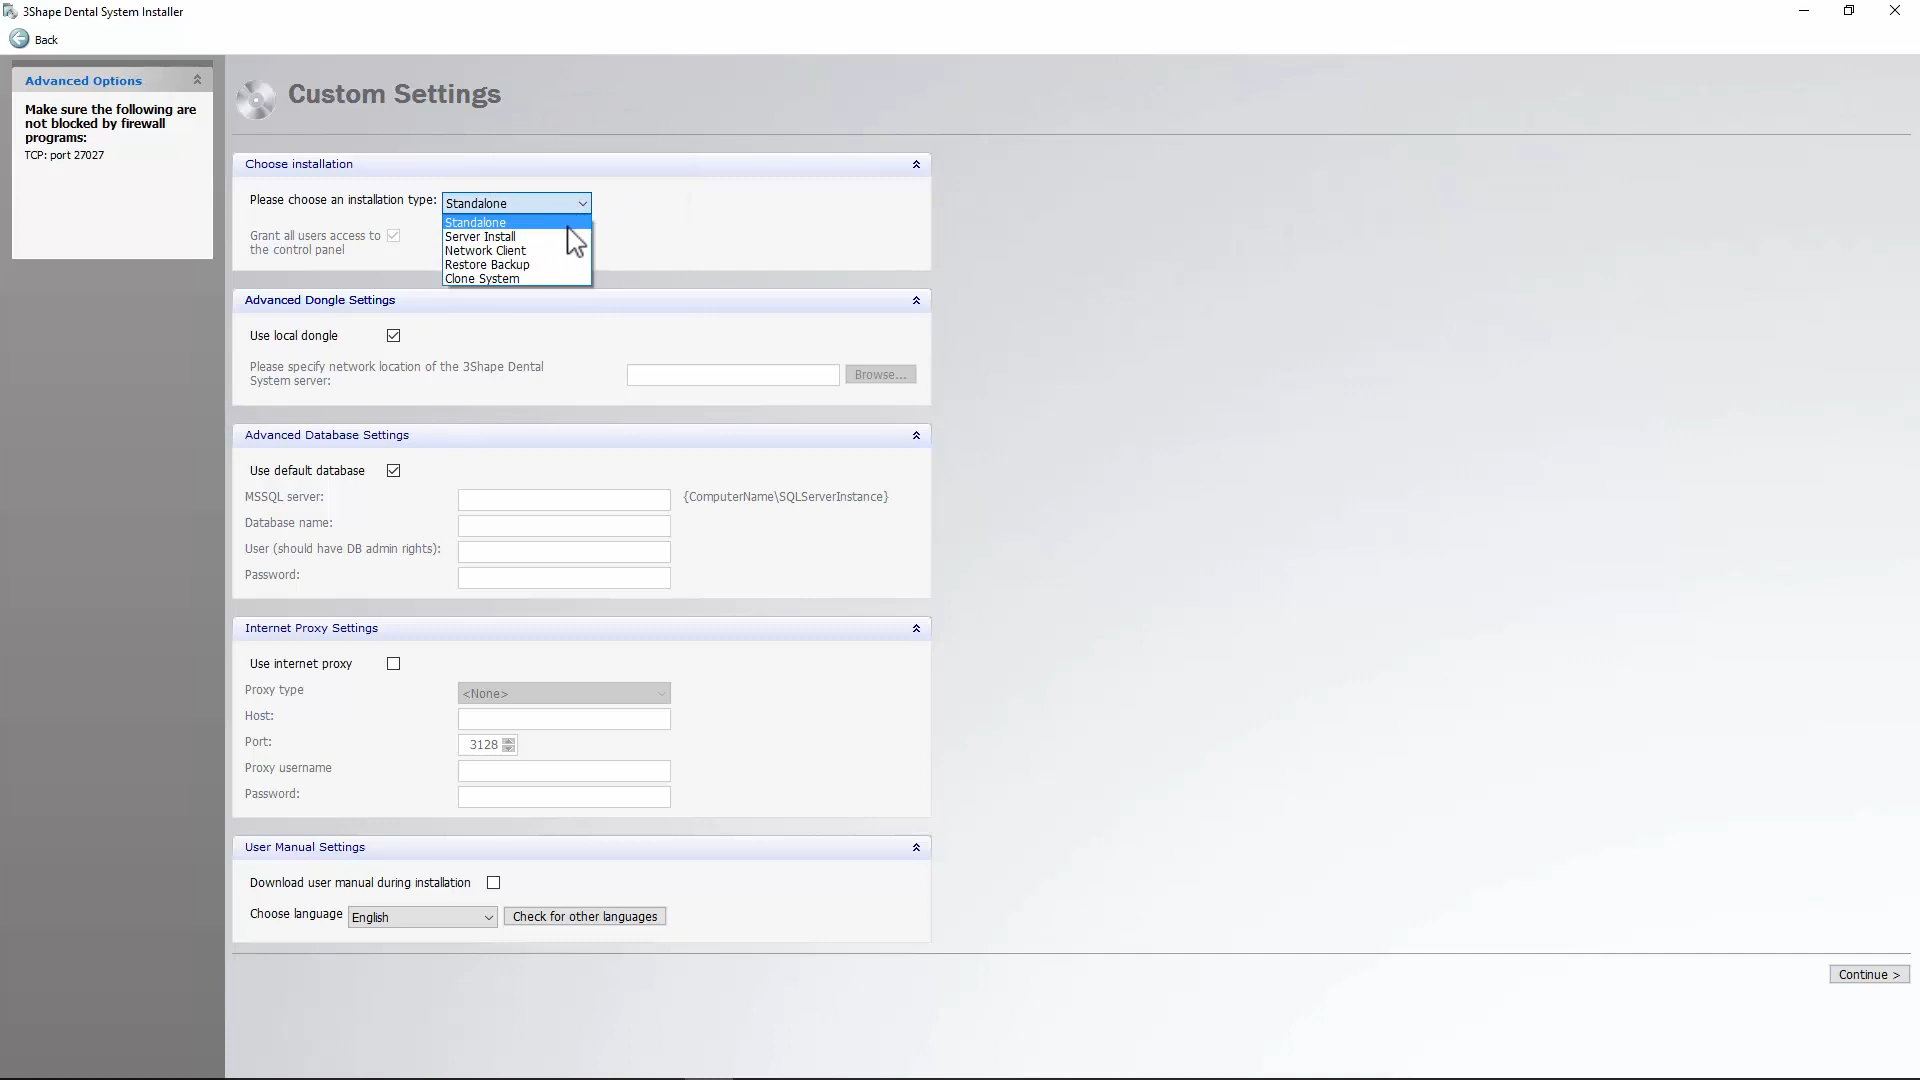 3Shape Dental System Installer
Back
Advanced Options
Make sure the following are
not blocked by firewall
programs:
TCP: port 27027
Custom Settings
Choose installation
Please choose an installation type:
Standalone
Standalone
Server Install
Network Client
Restore Backup
Clone System
Grant all users access to
the control panel
Advanced Dongle Settings
Use local dongle
Please specify network location of the 3Shape Dental
System server:
Browse...
Advanced Database Settings
Use default database
MSSQL server:
{ComputerName\SQLServerInstance}
Database name:
User (should have DB admin rights):
Password:
Internet Proxy Settings
Use internet proxy
Proxy type
<None>
Host:
Port:
3128
Proxy username
Password:
User Manual Settings
Download user manual during installation
Choose language
English
Check for other languages
Continue >